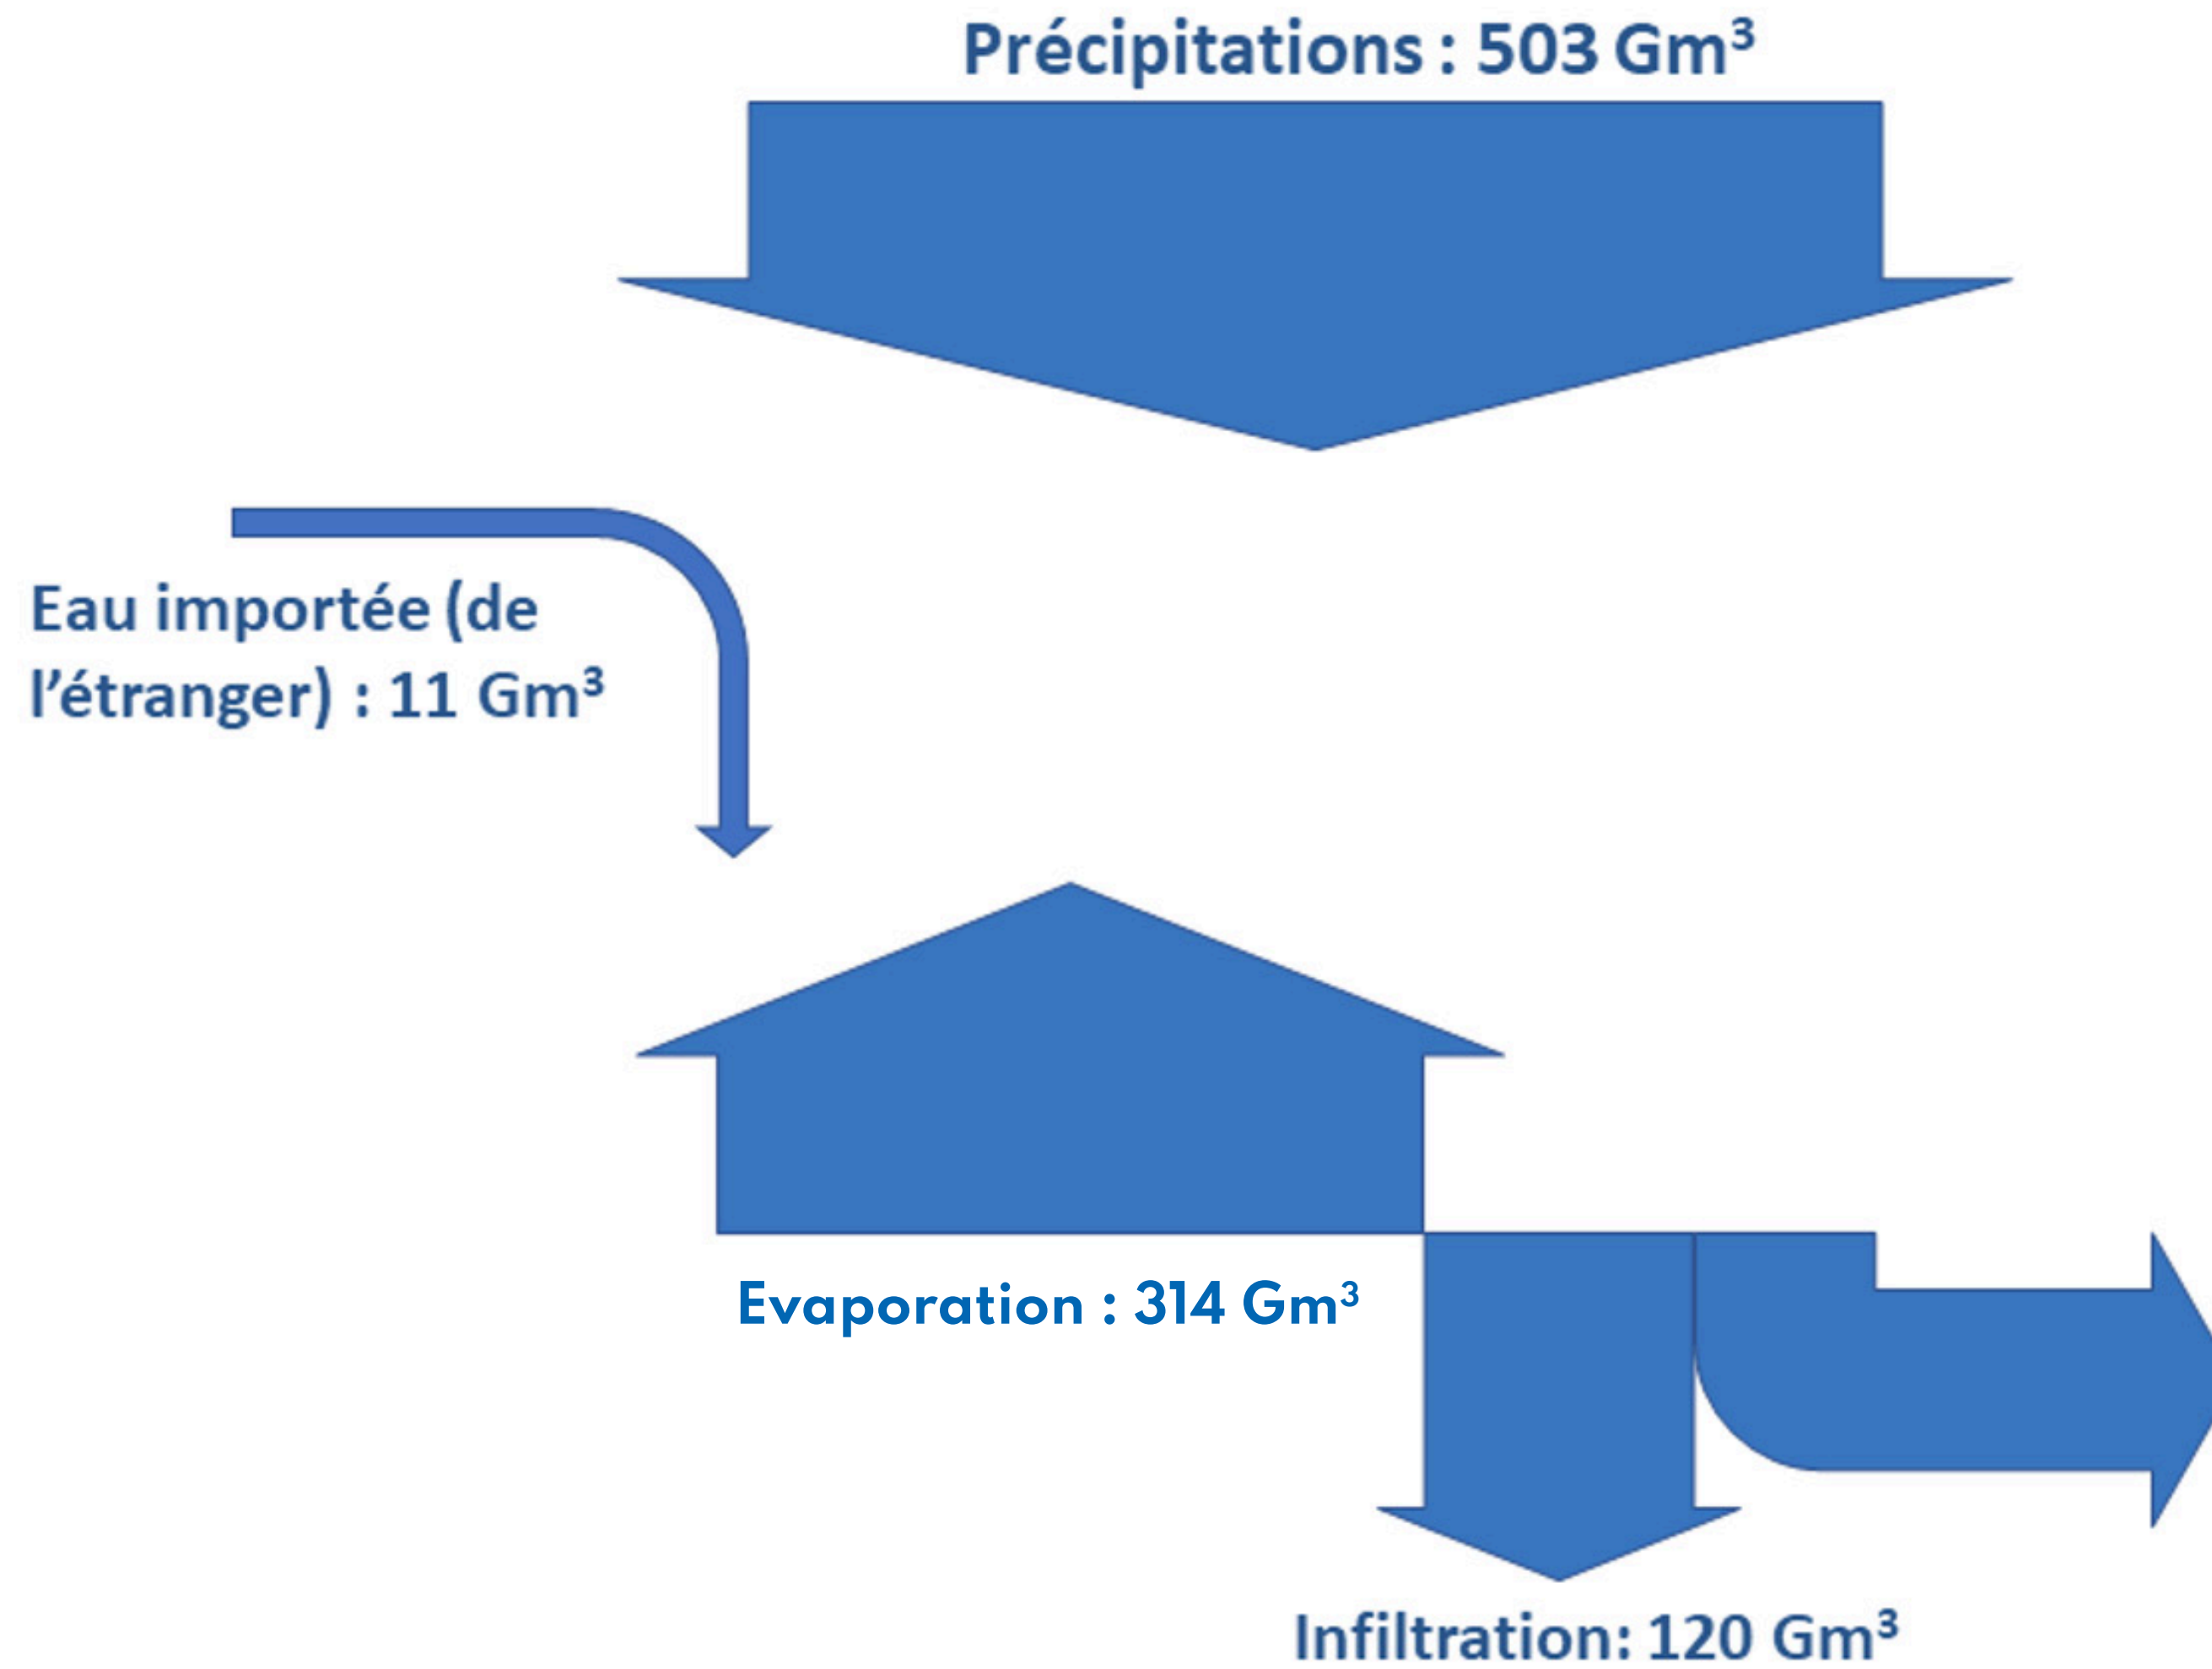 Précipitations : 503 Gm³
Eau importée (de
l’étranger) : 11 Gm³
Evaporation : 314 Gm³
Infiltration: 120 Gm³